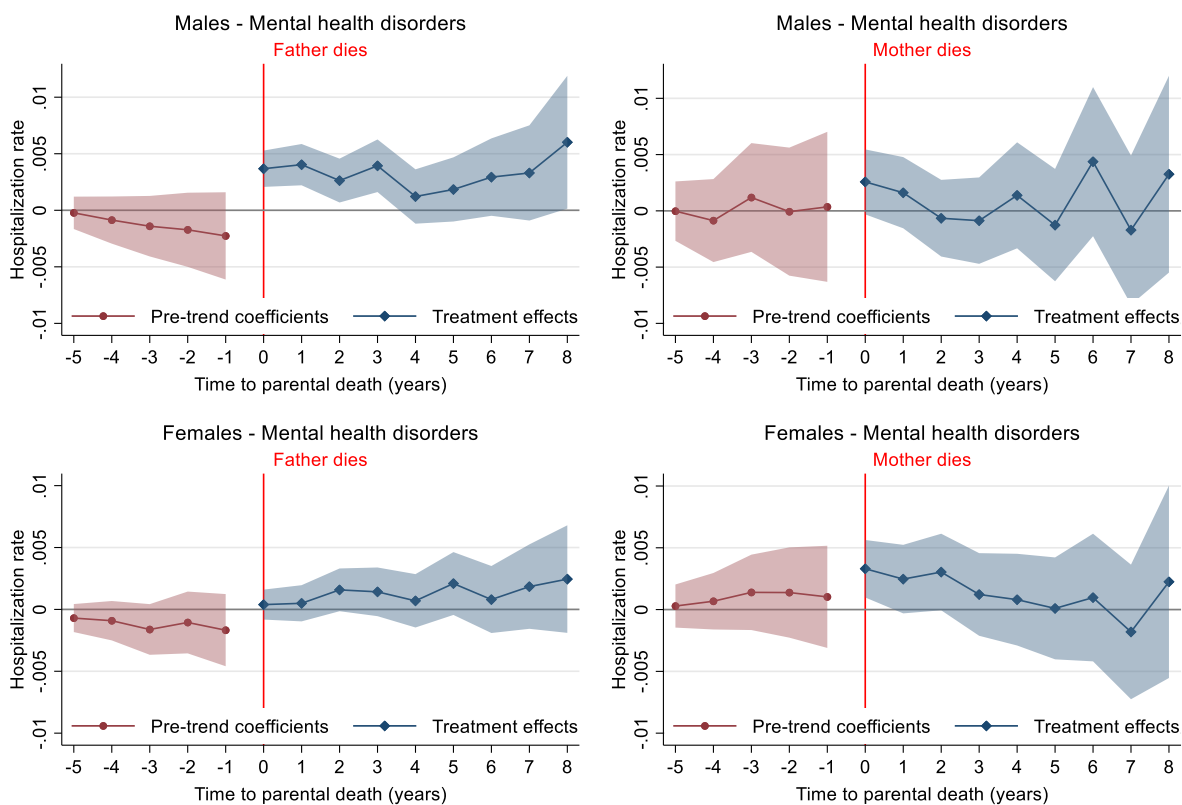 Males - Mental health disorders
Father dies
Hospitalization rate
.01
.005
0
-.005
-.01
Pre-trend coefficients
Treatment effects
-5 -4 -3 -2 -1 0 1 2 3 4 5 6 7 8
Time to parental death (years)
Males - Mental health disorders
Mother dies
Hospitalization rate
.01
.005
0
-.005
-.01
Pre-trend coefficients
Treatment effects
-5 -4 -3 -2 -1 0 1 2 3 4 5 6 7 8
Time to parental death (years)
Females - Mental health disorders
Father dies
Hospitalization rate
.01
.005
0
-.005
-.01
Pre-trend coefficients
Treatment effects
-5 -4 -3 -2 -1 0 1 2 3 4 5 6 7 8
Time to parental death (years)
Females - Mental health disorders
Mother dies
Hospitalization rate
.01
.005
0
-.005
-.01
Pre-trend coefficients
Treatment effects
-5 -4 -3 -2 -1 0 1 2 3 4 5 6 7 8
Time to parental death (years)